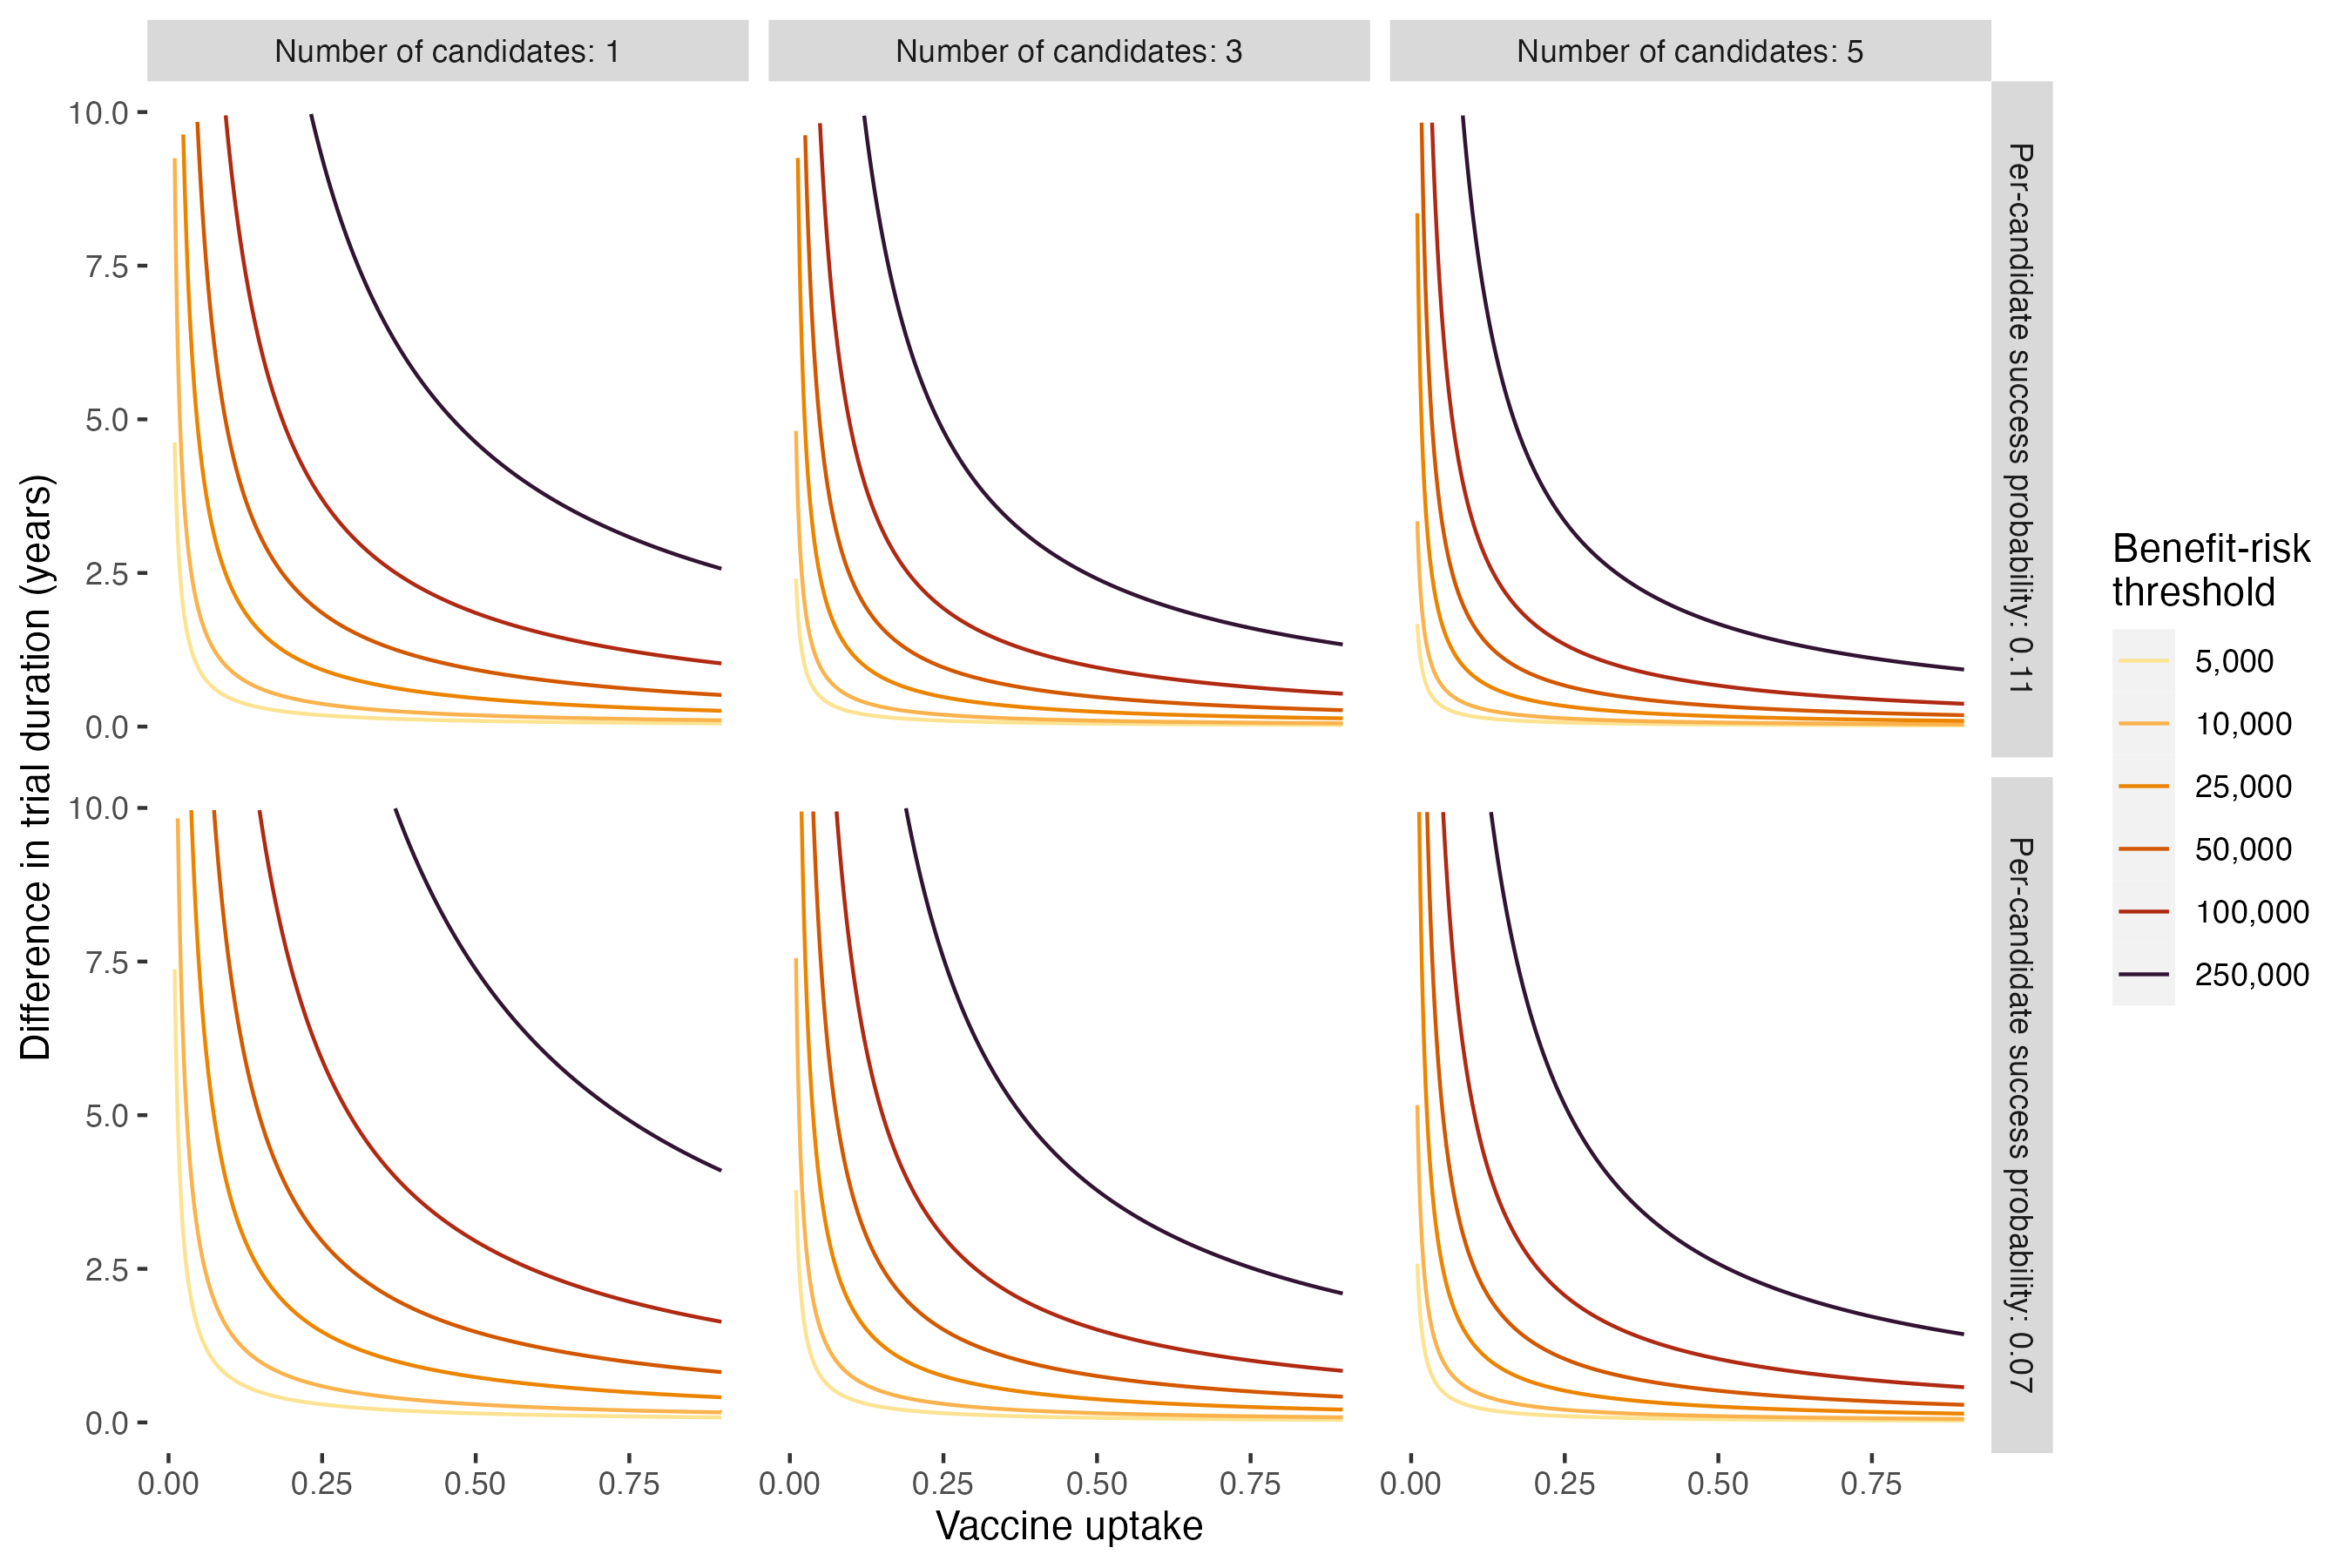 Number of candidates: 1
Number of candidates: 3
Number of candidates: 5
Difference in trial duration (years)
10.0
7.5
5.0
2.5
0.0
Per-candidate success probability: 0.11
10.0
7.5
5.0
2.5
0.0
Per-candidate success probability: 0.07
0.00 0.25 0.50 0.75
0.00 0.25 0.50 0.75
0.00 0.25 0.50 0.75
Vaccine uptake
Benefit-risk
threshold
5,000
10,000
25,000
50,000
100,000
250,000